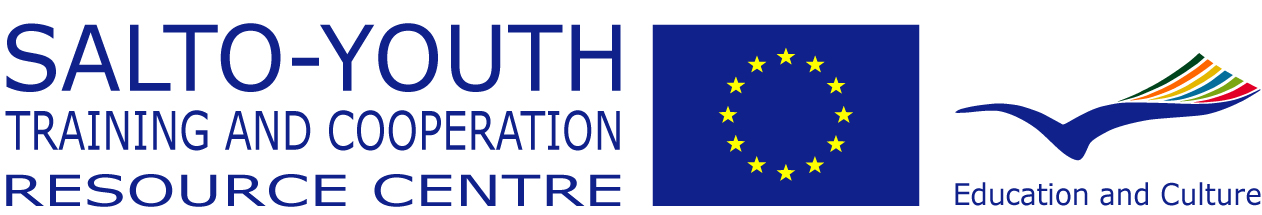 SALTO-YOUTH
TRAINING AND COOPERATION
RESOURCE CENTRE
Education and Culture